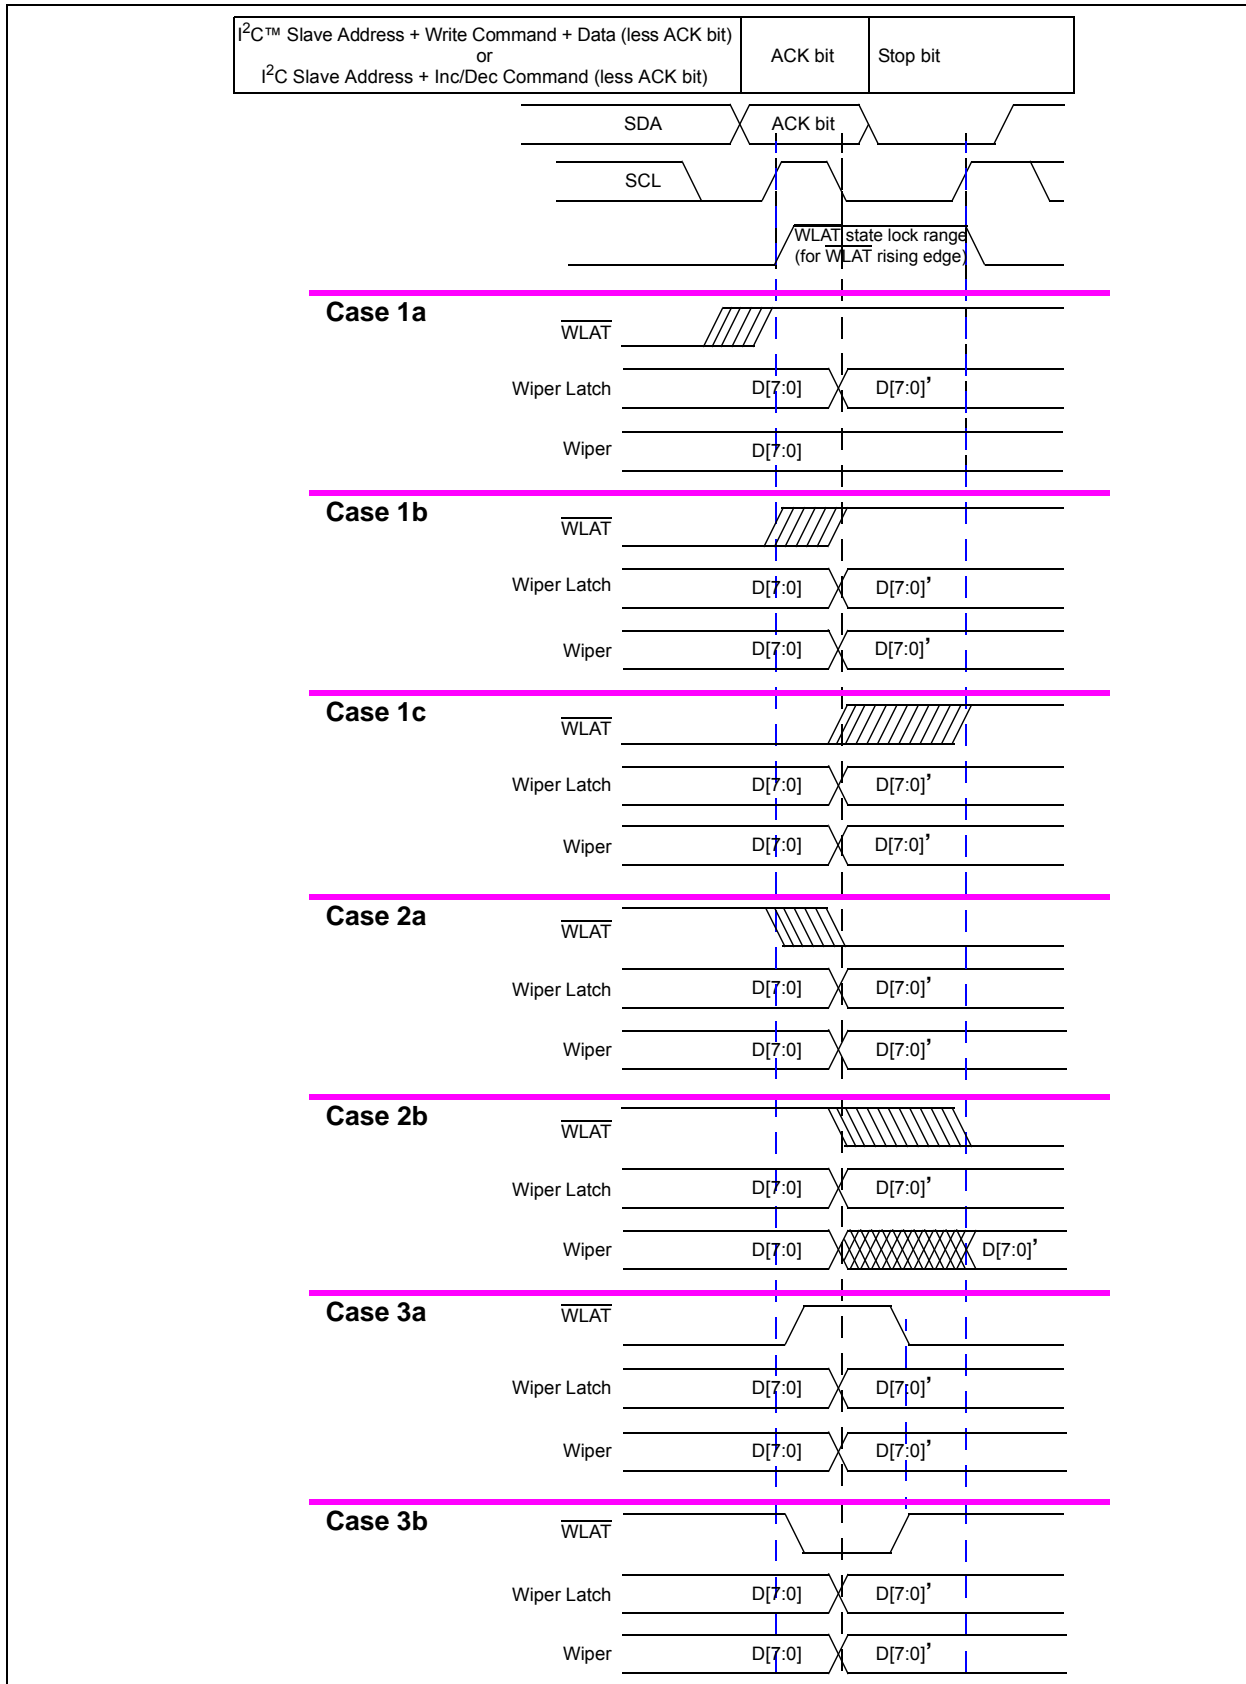 I²C™ Slave Address + Write Command + Data (less ACK bit)
or
I²C Slave Address + Inc/Dec Command (less ACK bit)
ACK bit
Stop bit
SDA
ACK bit
SCL
WLAT state lock range
(for WLAT rising edge)
Case 1a
WLAT
Wiper Latch
D[7:0]
D[7:0]’
Wiper
D[7:0]
Case 1b
WLAT
Wiper Latch
D[7:0]
D[7:0]’
Wiper
D[7:0]
D[7:0]’
Case 1c
WLAT
Wiper Latch
D[7:0]
D[7:0]’
Wiper
D[7:0]
D[7:0]’
Case 2a
WLAT
Wiper Latch
D[7:0]
D[7:0]’
Wiper
D[7:0]
D[7:0]’
Case 2b
WLAT
Wiper Latch
D[7:0]
D[7:0]’
Wiper
D[7:0]
D[7:0]’
Case 3a
WLAT
Wiper Latch
D[7:0]
D[7:0]’
Wiper
D[7:0]
D[7:0]’
Case 3b
WLAT
Wiper Latch
D[7:0]
D[7:0]’
Wiper
D[7:0]
D[7:0]’